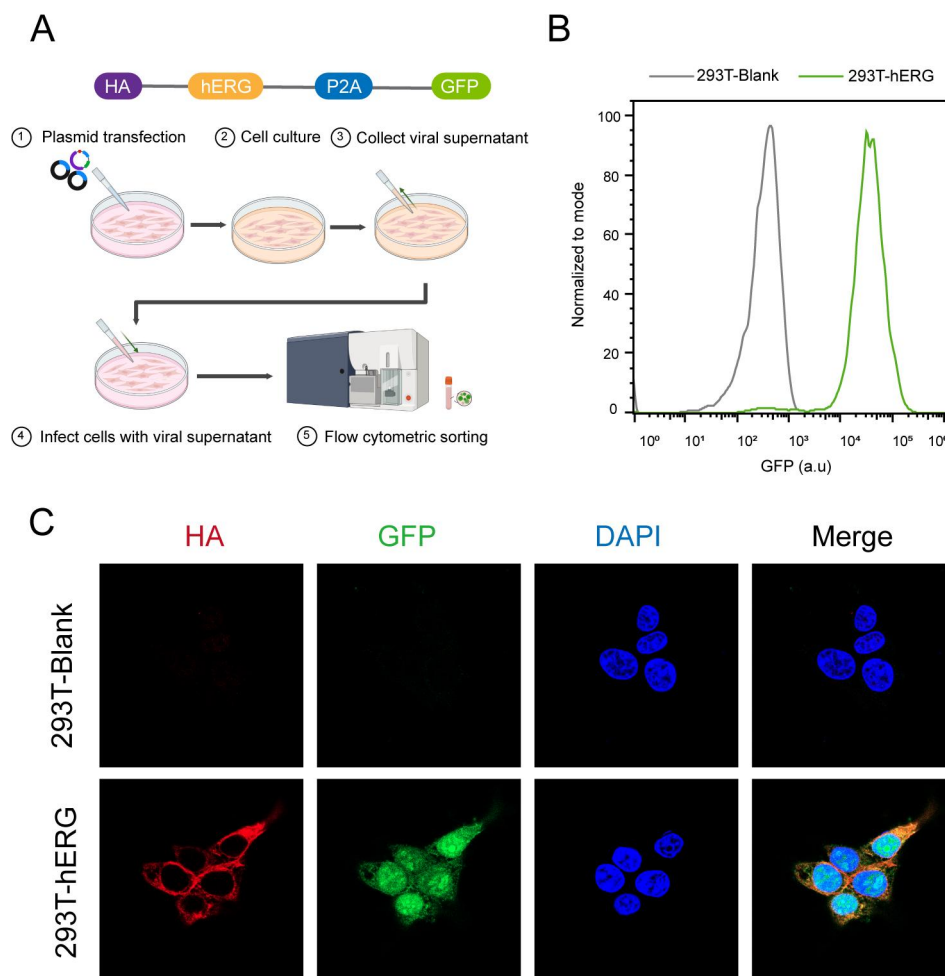 A
HA hERG P2A GFP
① Plasmid transfection ② Cell culture ③ Collect viral supernatant
④ Infect cells with viral supernatant ⑤ Flow cytometric sorting
B
293T-Blank 293T-hERG
Normalized to mode
100
80
60
40
20
0
10⁰ 10¹ 10² 10³ 10⁴ 10⁵ 10⁶
GFP (a.u)
C
HA GFP DAPI Merge
293T-Blank
293T-hERG